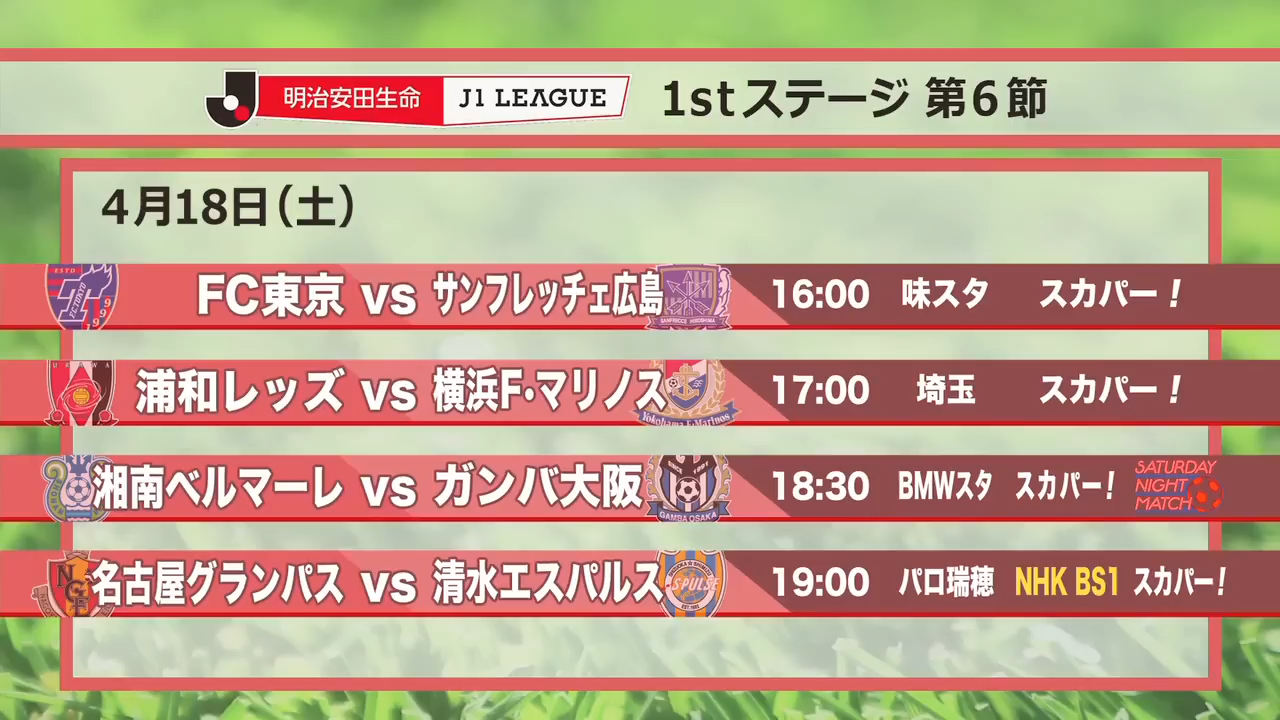 明治安田生命 J1 LEAGUE 1stステージ 第6節
4月18日(土)
FC東京 vs サンフレッチェ広島 16:00 味スタ スカパー!
浦和レッズ vs 横浜F・マリノス 17:00 埼玉 スカパー!
湘南ベルマーレ vs ガンバ大阪 18:30 BMWスタ スカパー! SATURDAY NIGHT MATCH
名古屋グランパス vs 清水エスパルス 19:00 パロ瑞穂 NHK BS1 スカパー!